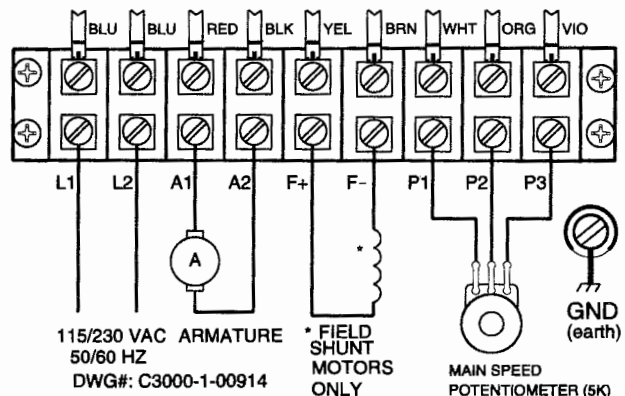 BLU BLU RED BLK YEL BRN WHT ORG VIO
L1 L2 A1 A2 F+ F- P1 P2 P3
A
*
GND
(earth)
115/230 VAC
50/60 HZ
ARMATURE
DWG#: C3000-1-00914
* FIELD
SHUNT
MOTORS
ONLY
MAIN SPEED
POTENTIOMETER (5K)